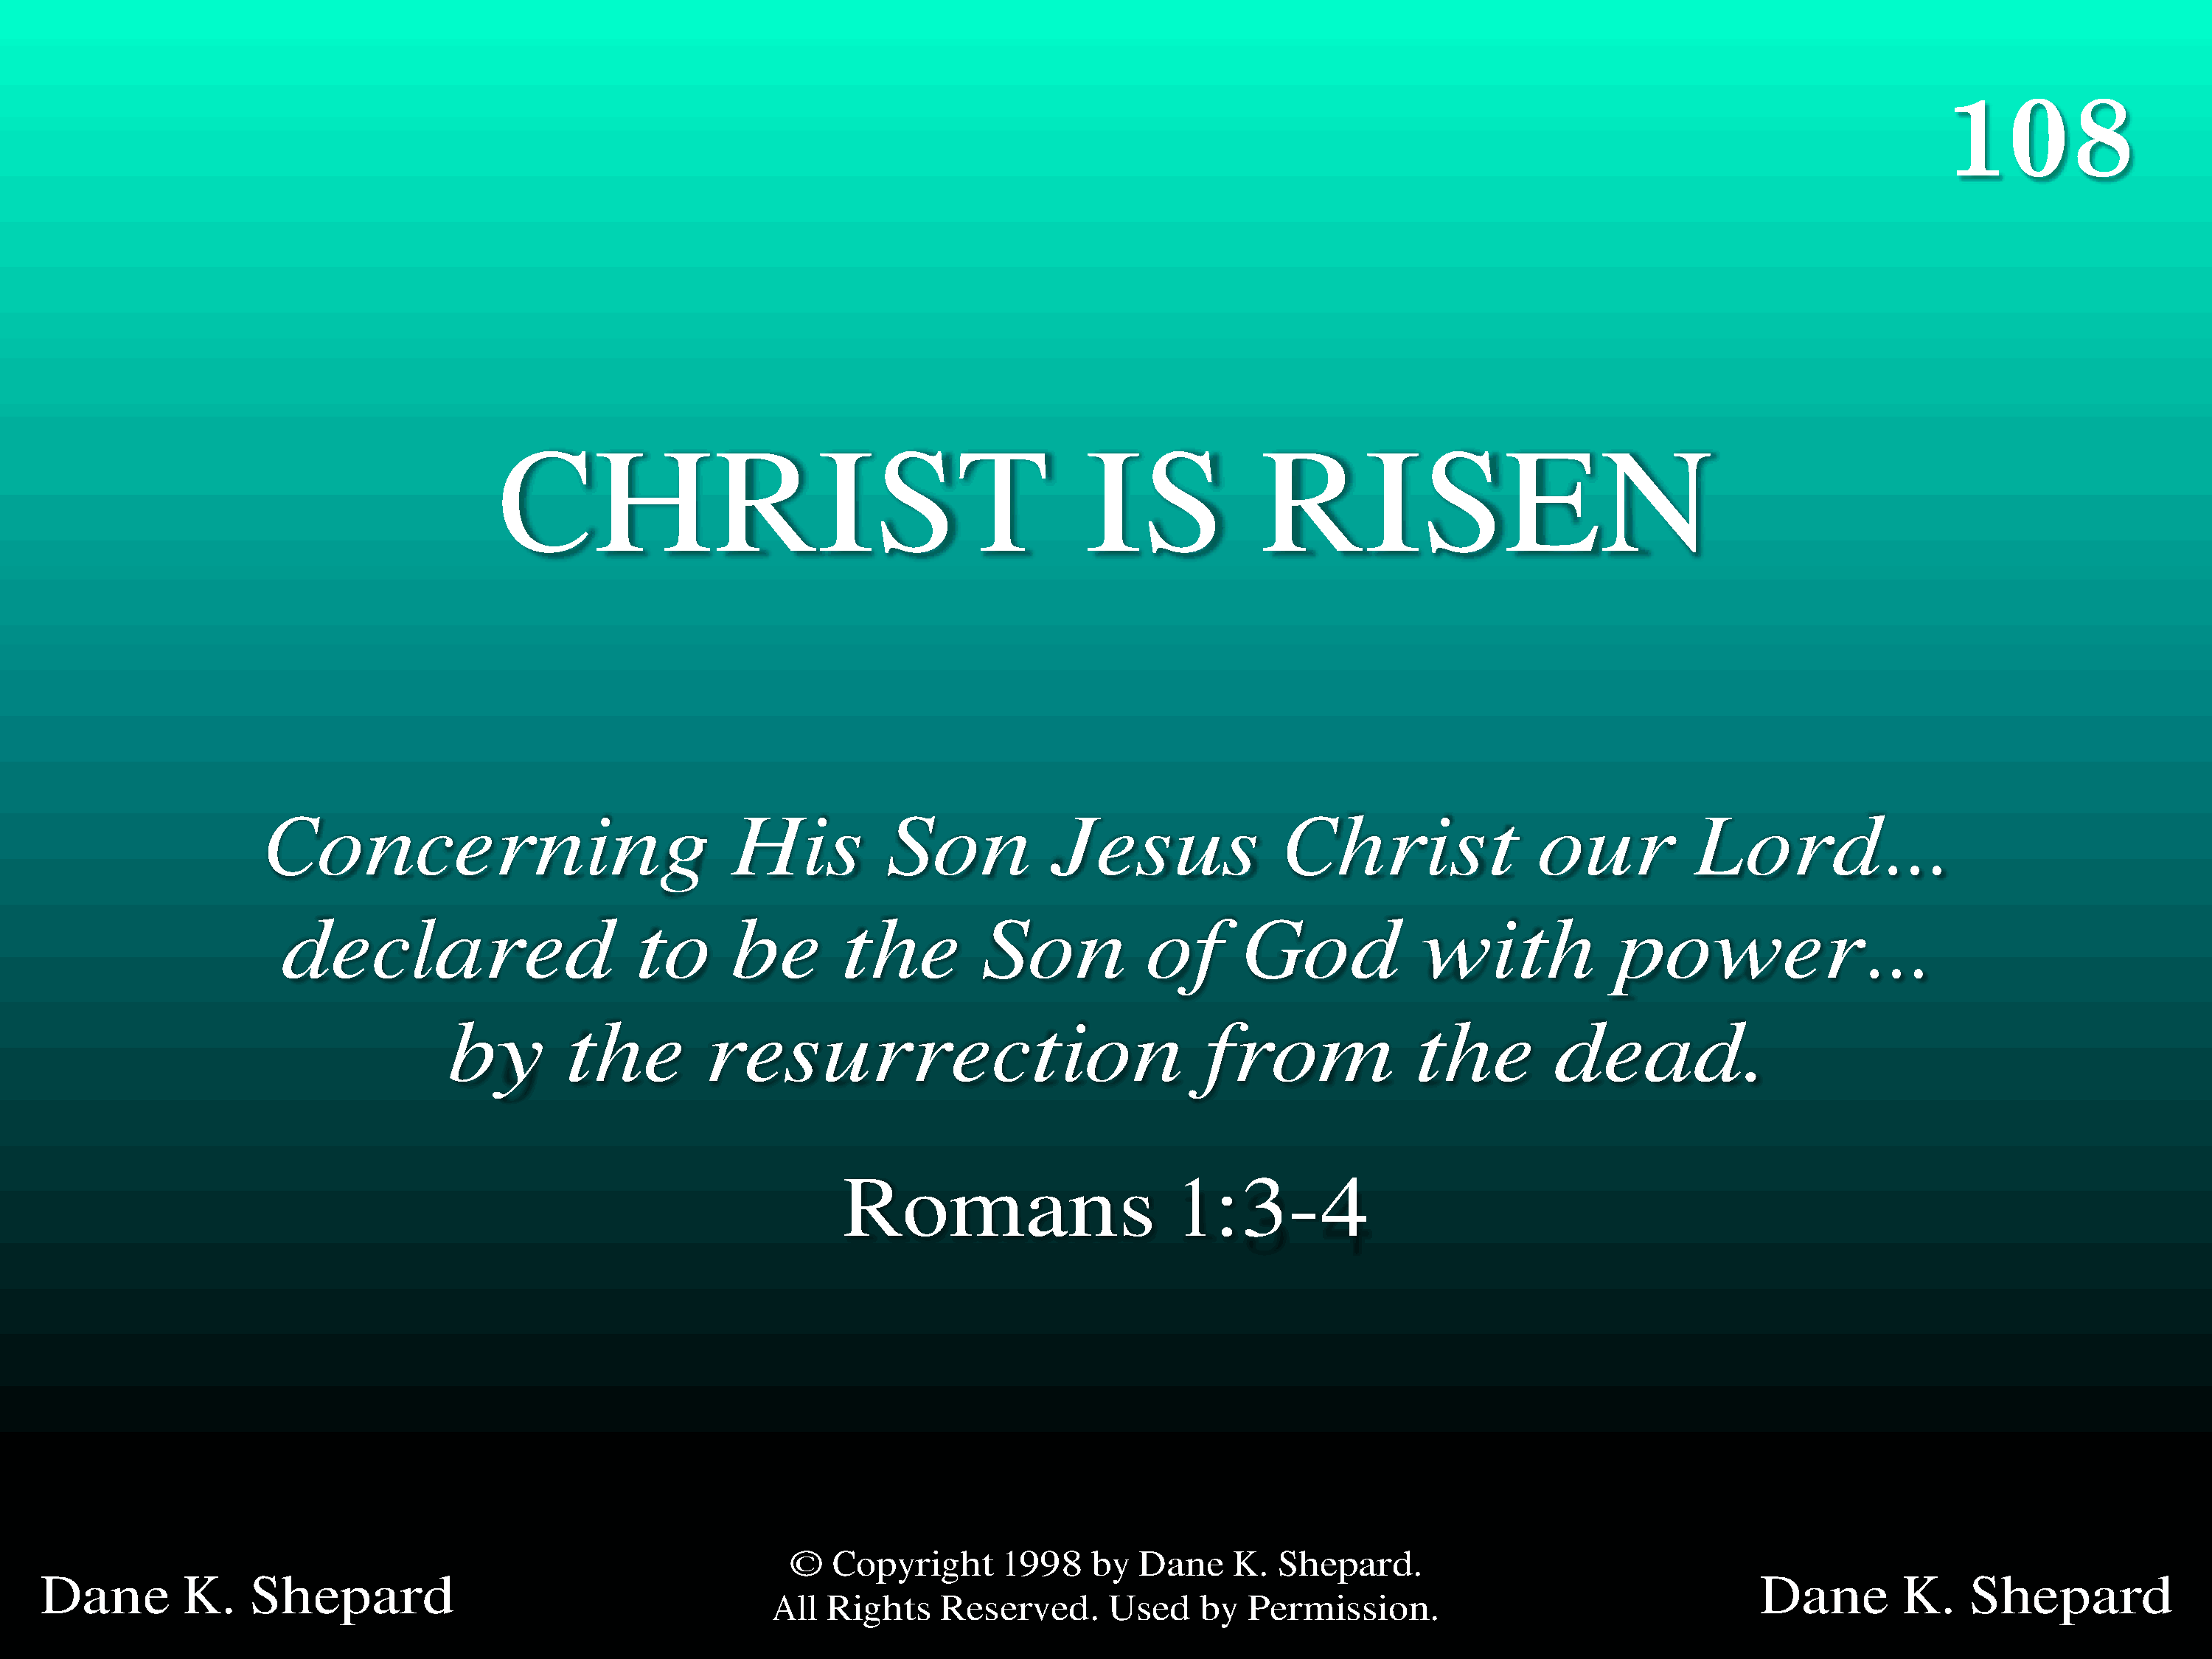 108
CHRIST IS RISEN
Concerning His Son Jesus Christ our Lord...
declared to be the Son of God with power...
by the resurrection from the dead.
Romans 1:3-4
Dane K. Shepard
© Copyright 1998 by Dane K. Shepard.
All Rights Reserved. Used by Permission.
Dane K. Shepard